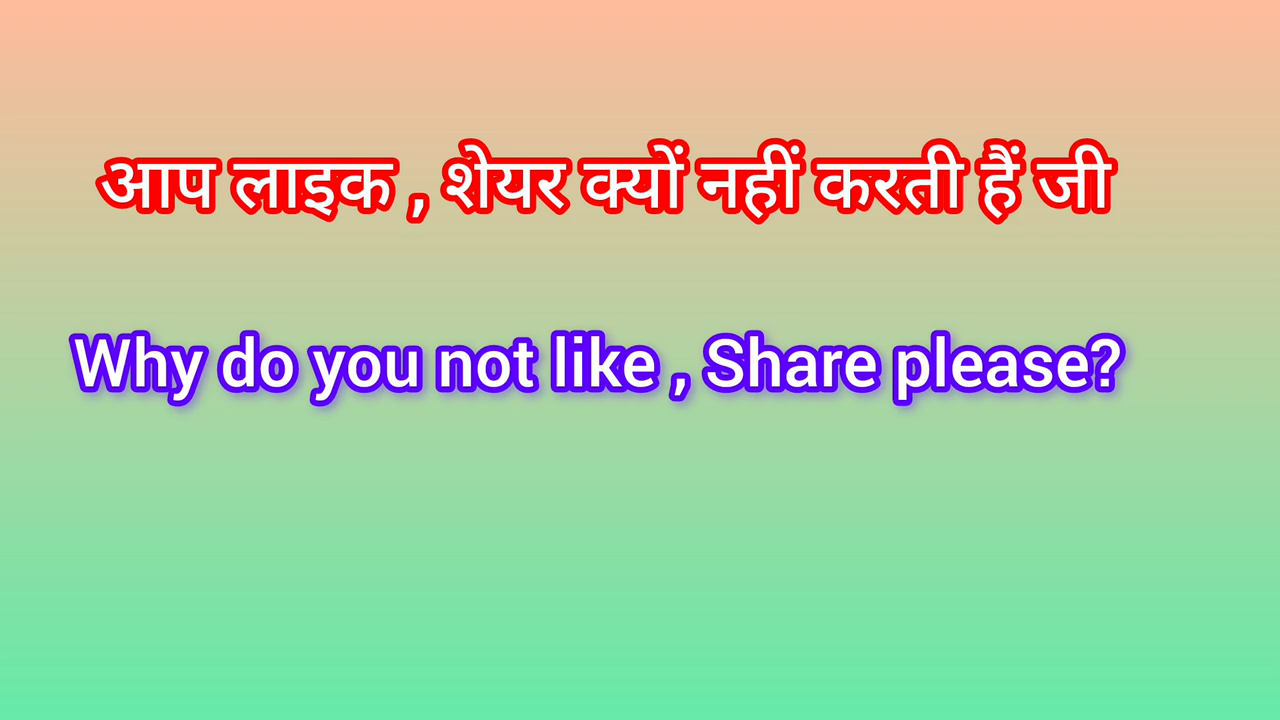 आप लाइक , शेयर क्यों नहीं करती हैं जी
Why do you not like , Share please?